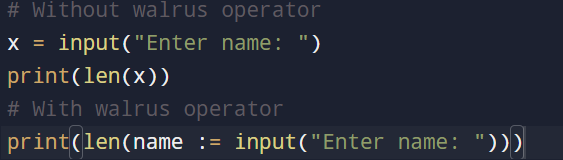 # Without walrus operator
x = input("Enter name: ")
print(len(x))
# With walrus operator
print(len(name := input("Enter name: ")))